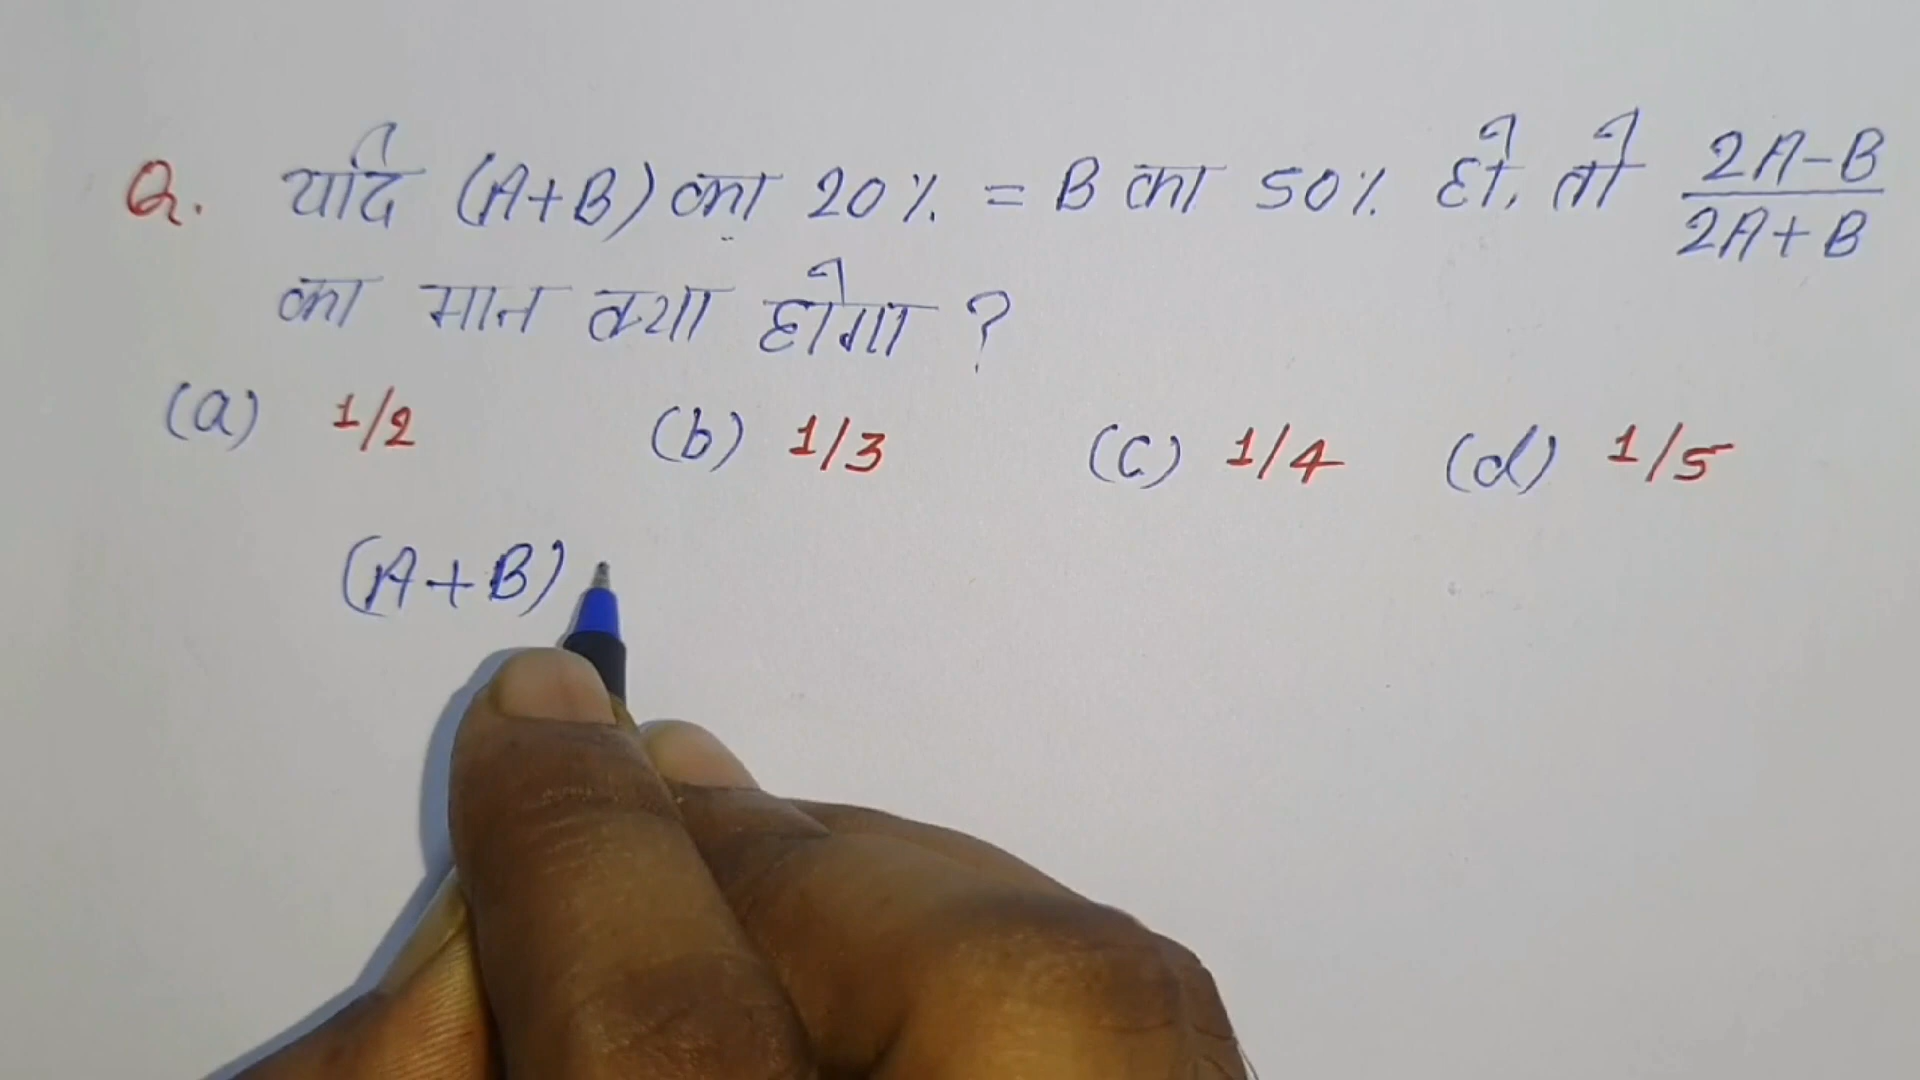 Q. यदि (A+B) का 20% = B का 50% हो, तो (2A-B)/(2A+B)
का मान क्या होगा ?
(a) 1/2 (b) 1/3 (c) 1/4 (d) 1/5
(A+B)